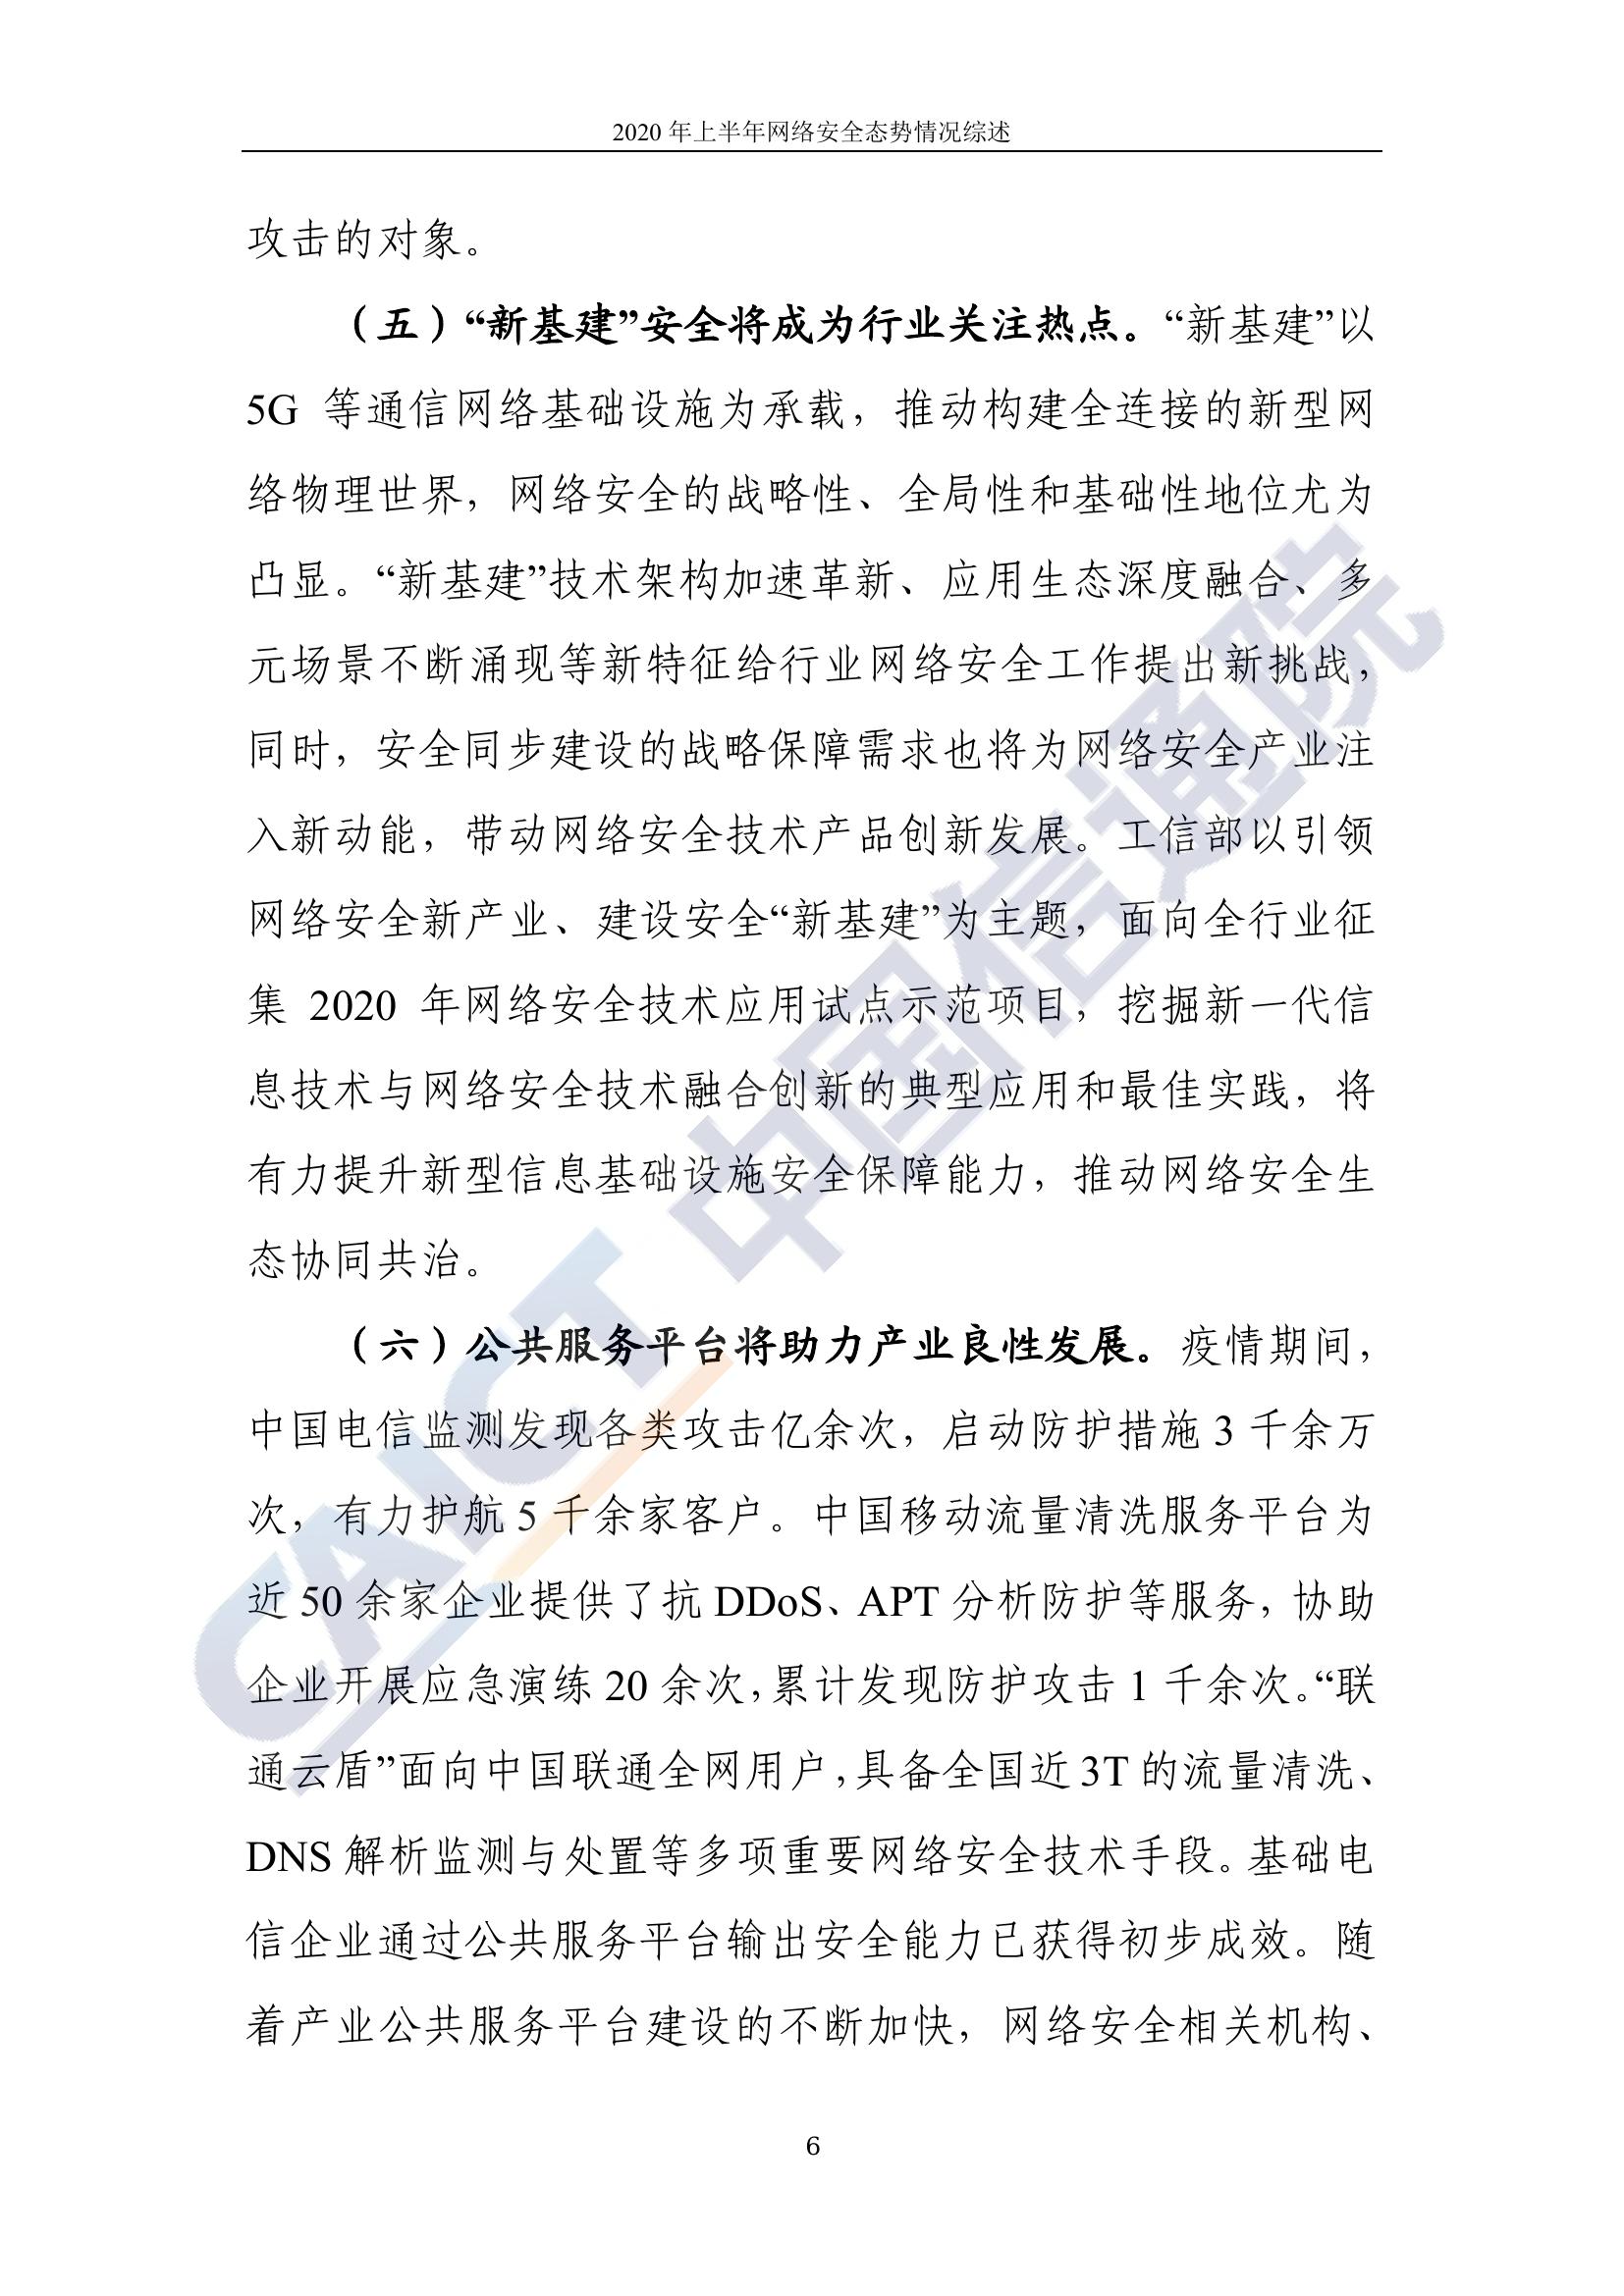 2020 年上半年网络安全态势情况综述
攻击的对象。
（五）“新基建”安全将成为行业关注热点。“新基建”以
5G 等通信网络基础设施为承载，推动构建全连接的新型网
络物理世界，网络安全的战略性、全局性和基础性地位尤为
凸显。“新基建”技术架构加速革新、应用生态深度融合、多
元场景不断涌现等新特征给行业网络安全工作提出新挑战，
同时，安全同步建设的战略保障需求也将为网络安全产业注
入新动能，带动网络安全技术产品创新发展。工信部以引领
网络安全新产业、建设安全“新基建”为主题，面向全行业征
集 2020 年网络安全技术应用试点示范项目，挖掘新一代信
息技术与网络安全技术融合创新的典型应用和最佳实践，将
有力提升新型信息基础设施安全保障能力，推动网络安全生
态协同共治。
（六）公共服务平台将助力产业良性发展。疫情期间，
中国电信监测发现各类攻击亿余次，启动防护措施 3 千余万
次，有力护航 5 千余家客户。中国移动流量清洗服务平台为
近 50 余家企业提供了抗 DDoS、APT 分析防护等服务，协助
企业开展应急演练 20 余次，累计发现防护攻击 1 千余次。“联
通云盾”面向中国联通全网用户，具备全国近 3T 的流量清洗、
DNS 解析监测与处置等多项重要网络安全技术手段。基础电
信企业通过公共服务平台输出安全能力已获得初步成效。随
着产业公共服务平台建设的不断加快，网络安全相关机构、
6
CAICT 中国信通院